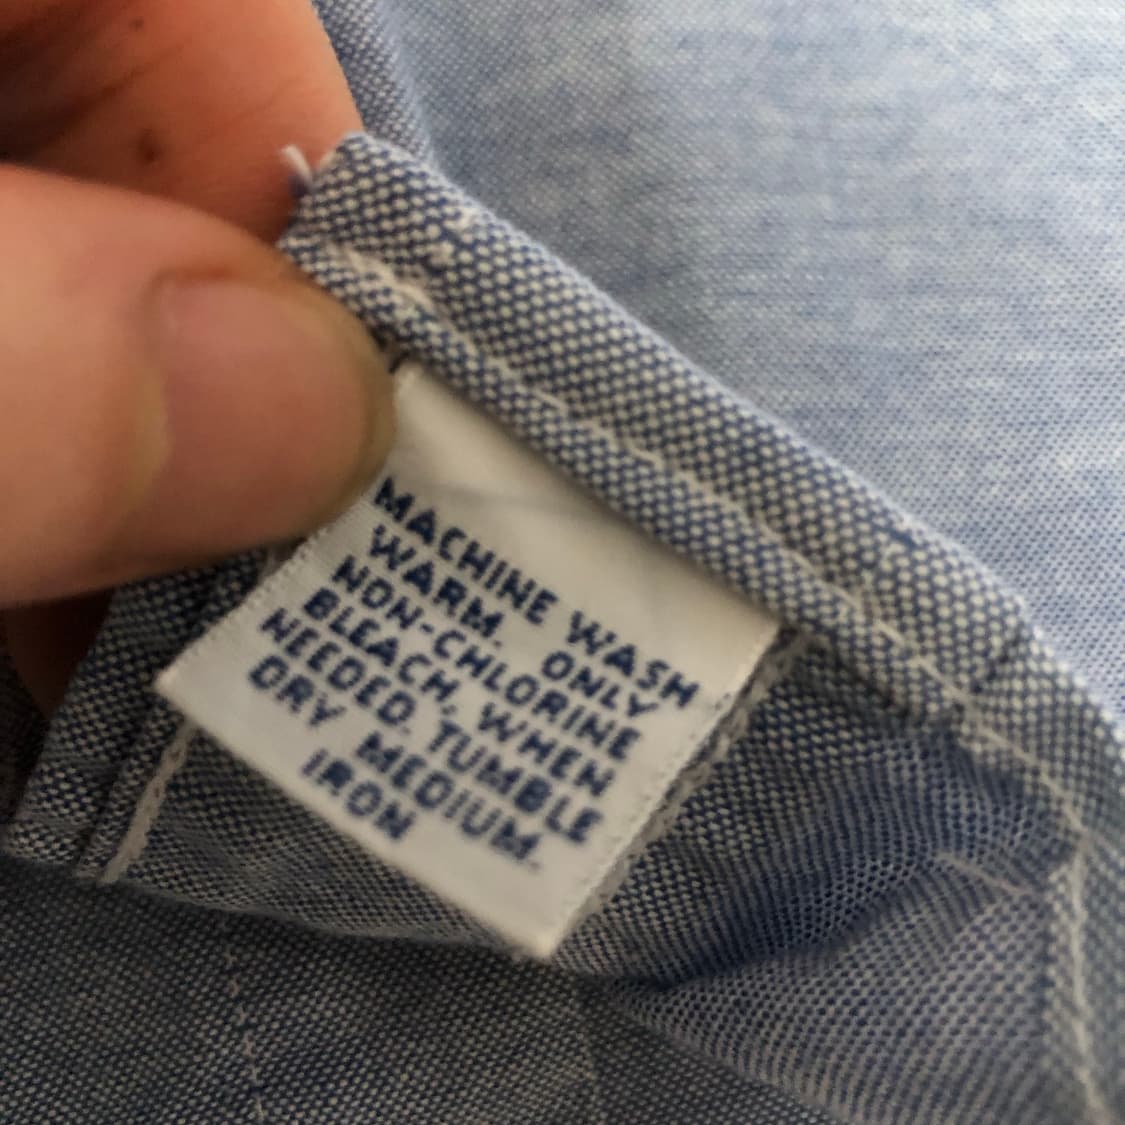 MACHINE WASH
WARM. ONLY
NON-CHLORINE
BLEACH, WHEN
NEEDED. TUMBLE
DRY MEDIUM.
IRON